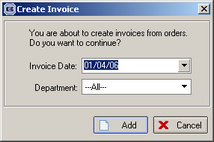 Create Invoice
You are about to create invoices from orders.
Do you want to continue?
Invoice Date: 01/04/06
Department: ---All---
Add Cancel